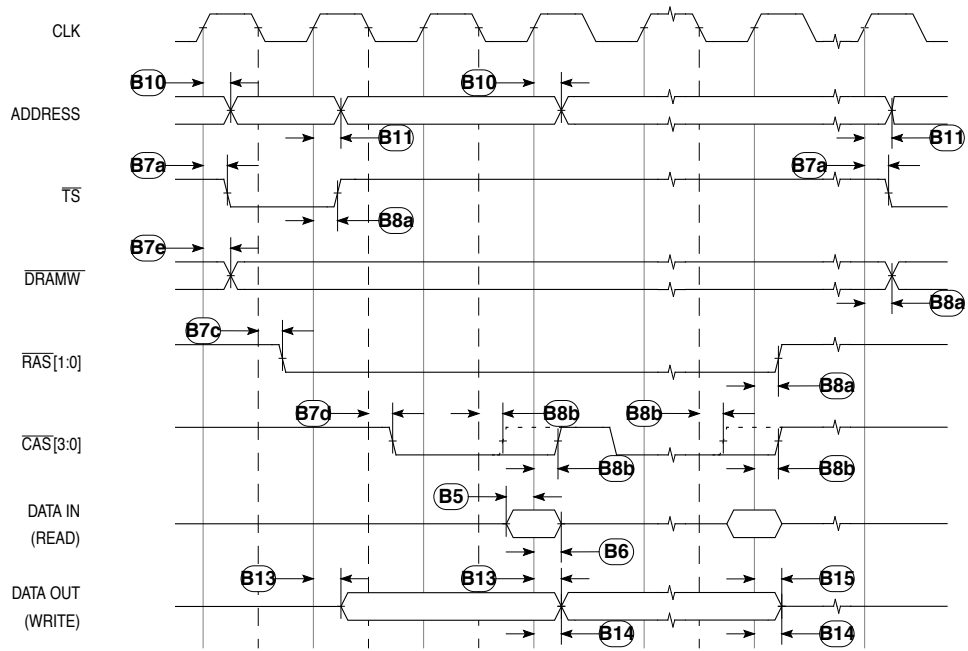 CLK
B10 B10
ADDRESS
B11 B11
B7a B7a
TS
B8a
B7e
DRAMW
B8a
B7c
RAS[1:0]
B8a
B7d B8b B8b
CAS[3:0]
B8b B8b
B5
DATA IN
(READ)
B6
B13 B13 B15
DATA OUT
(WRITE)
B14 B14